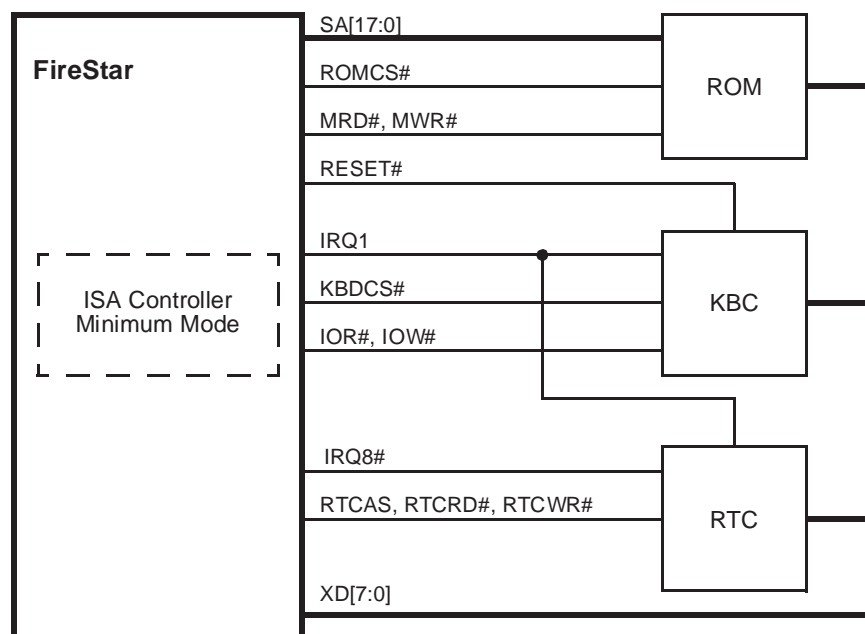 SA[17:0]
FireStar
ROMCS#
ROM
MRD#, MWR#
RESET#
IRQ1
ISA Controller
Minimum Mode
KBDCS#
KBC
IOR#, IOW#
IRQ8#
RTCAS, RTCRD#, RTCWR#
RTC
XD[7:0]